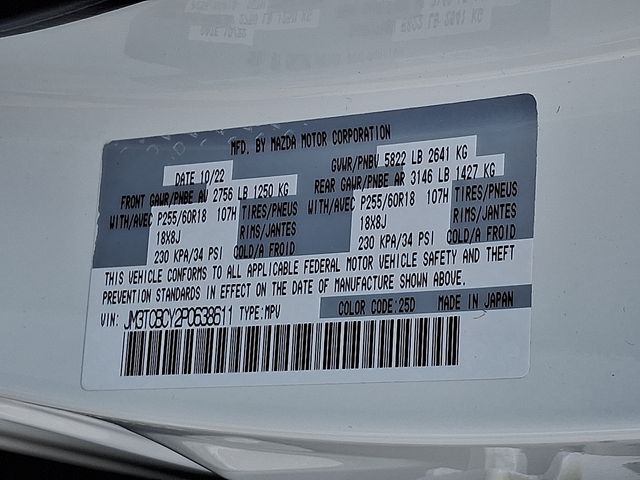 MFD. BY MAZDA MOTOR CORPORATION
DATE 10/22 GVWR/PNBV 5822 LB 2641 KG
FRONT GAWR/PNBE AV 2756 LB 1250 KG REAR GAWR/PNBE AR 3146 LB 1427 KG
WITH/AVEC P255/60R18 107H TIRES/PNEUS WITH/AVEC P255/60R18 107H TIRES/PNEUS
18X8J RIMS/JANTES 18X8J RIMS/JANTES
230 KPA/34 PSI COLD/A FROID 230 KPA/34 PSI COLD/A FROID
THIS VEHICLE CONFORMS TO ALL APPLICABLE FEDERAL MOTOR VEHICLE SAFETY AND THEFT
PREVENTION STANDARDS IN EFFECT ON THE DATE OF MANUFACTURE SHOWN ABOVE.
VIN: JM3TCBCY2P0638611 TYPE:MPV COLOR CODE:25D MADE IN JAPAN